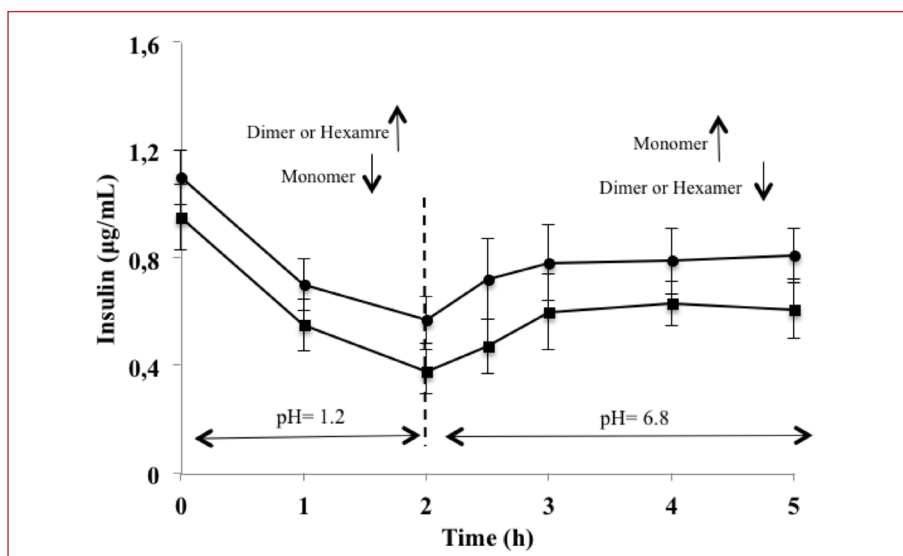 1,6
1,2
0,8
0,4
0
Insulin (µg/mL)
Dimer or Hexamre
Monomer
Monomer
Dimer or Hexamer
pH= 1.2
pH= 6.8
0 1 2 3 4 5
Time (h)